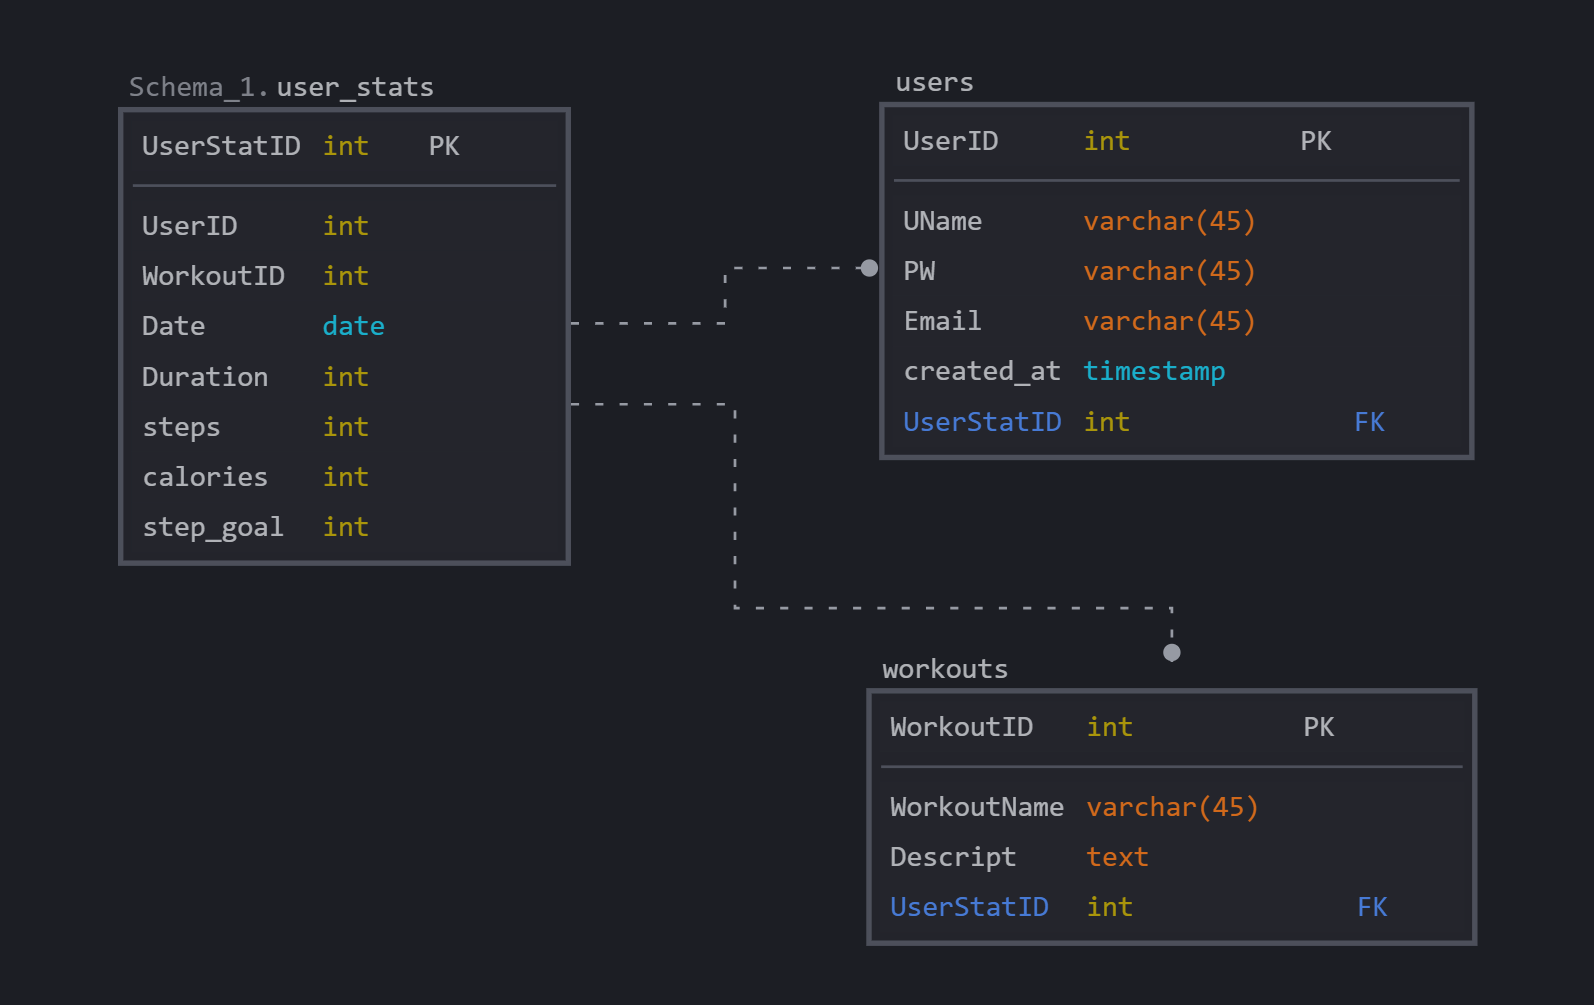 Schema_1.user_stats
UserStatID int PK
UserID int
WorkoutID int
Date date
Duration int
steps int
calories int
step_goal int
users
UserID int PK
UName varchar(45)
PW varchar(45)
Email varchar(45)
created_at timestamp
UserStatID int FK
workouts
WorkoutID int PK
WorkoutName varchar(45)
Descript text
UserStatID int FK